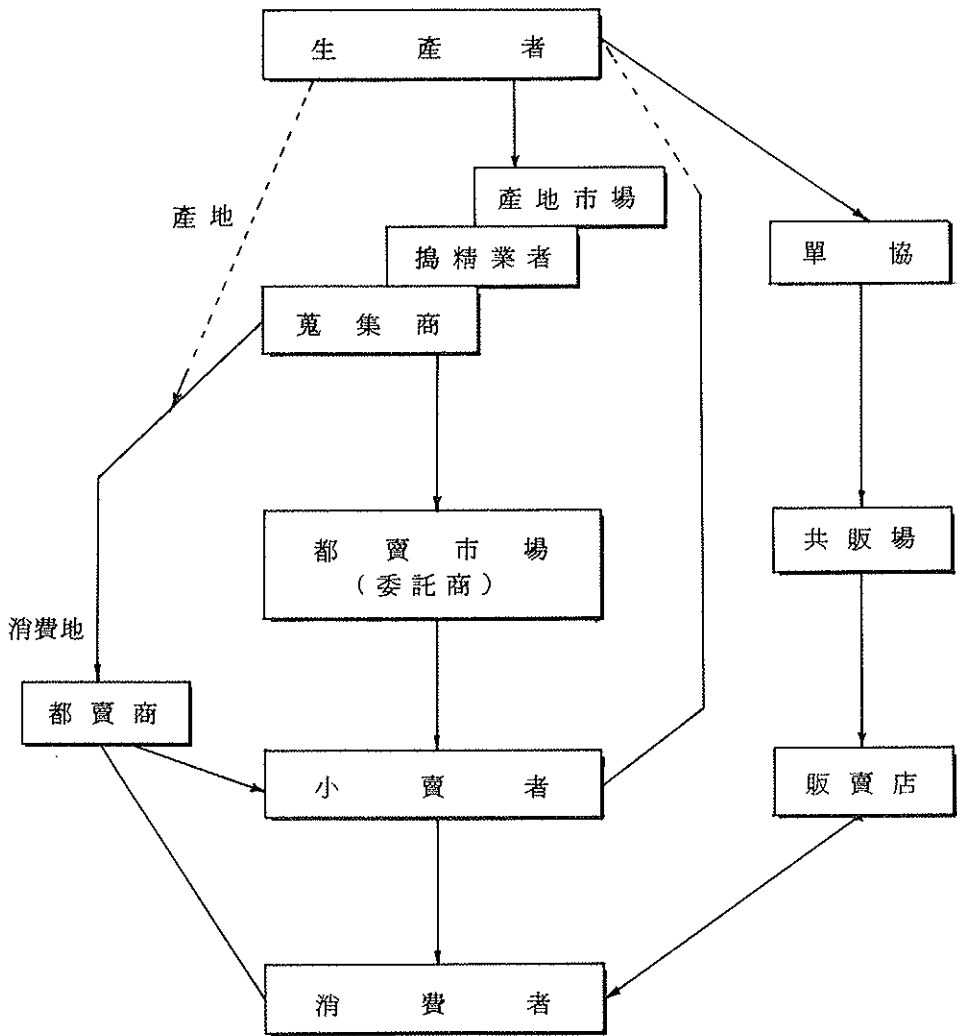 生產者
產地市場
產地
搗精業者
單協
蒐集商
都賣市場
(委託商)
共販場
消費地
都賣商
小賣者
販賣店
消費者